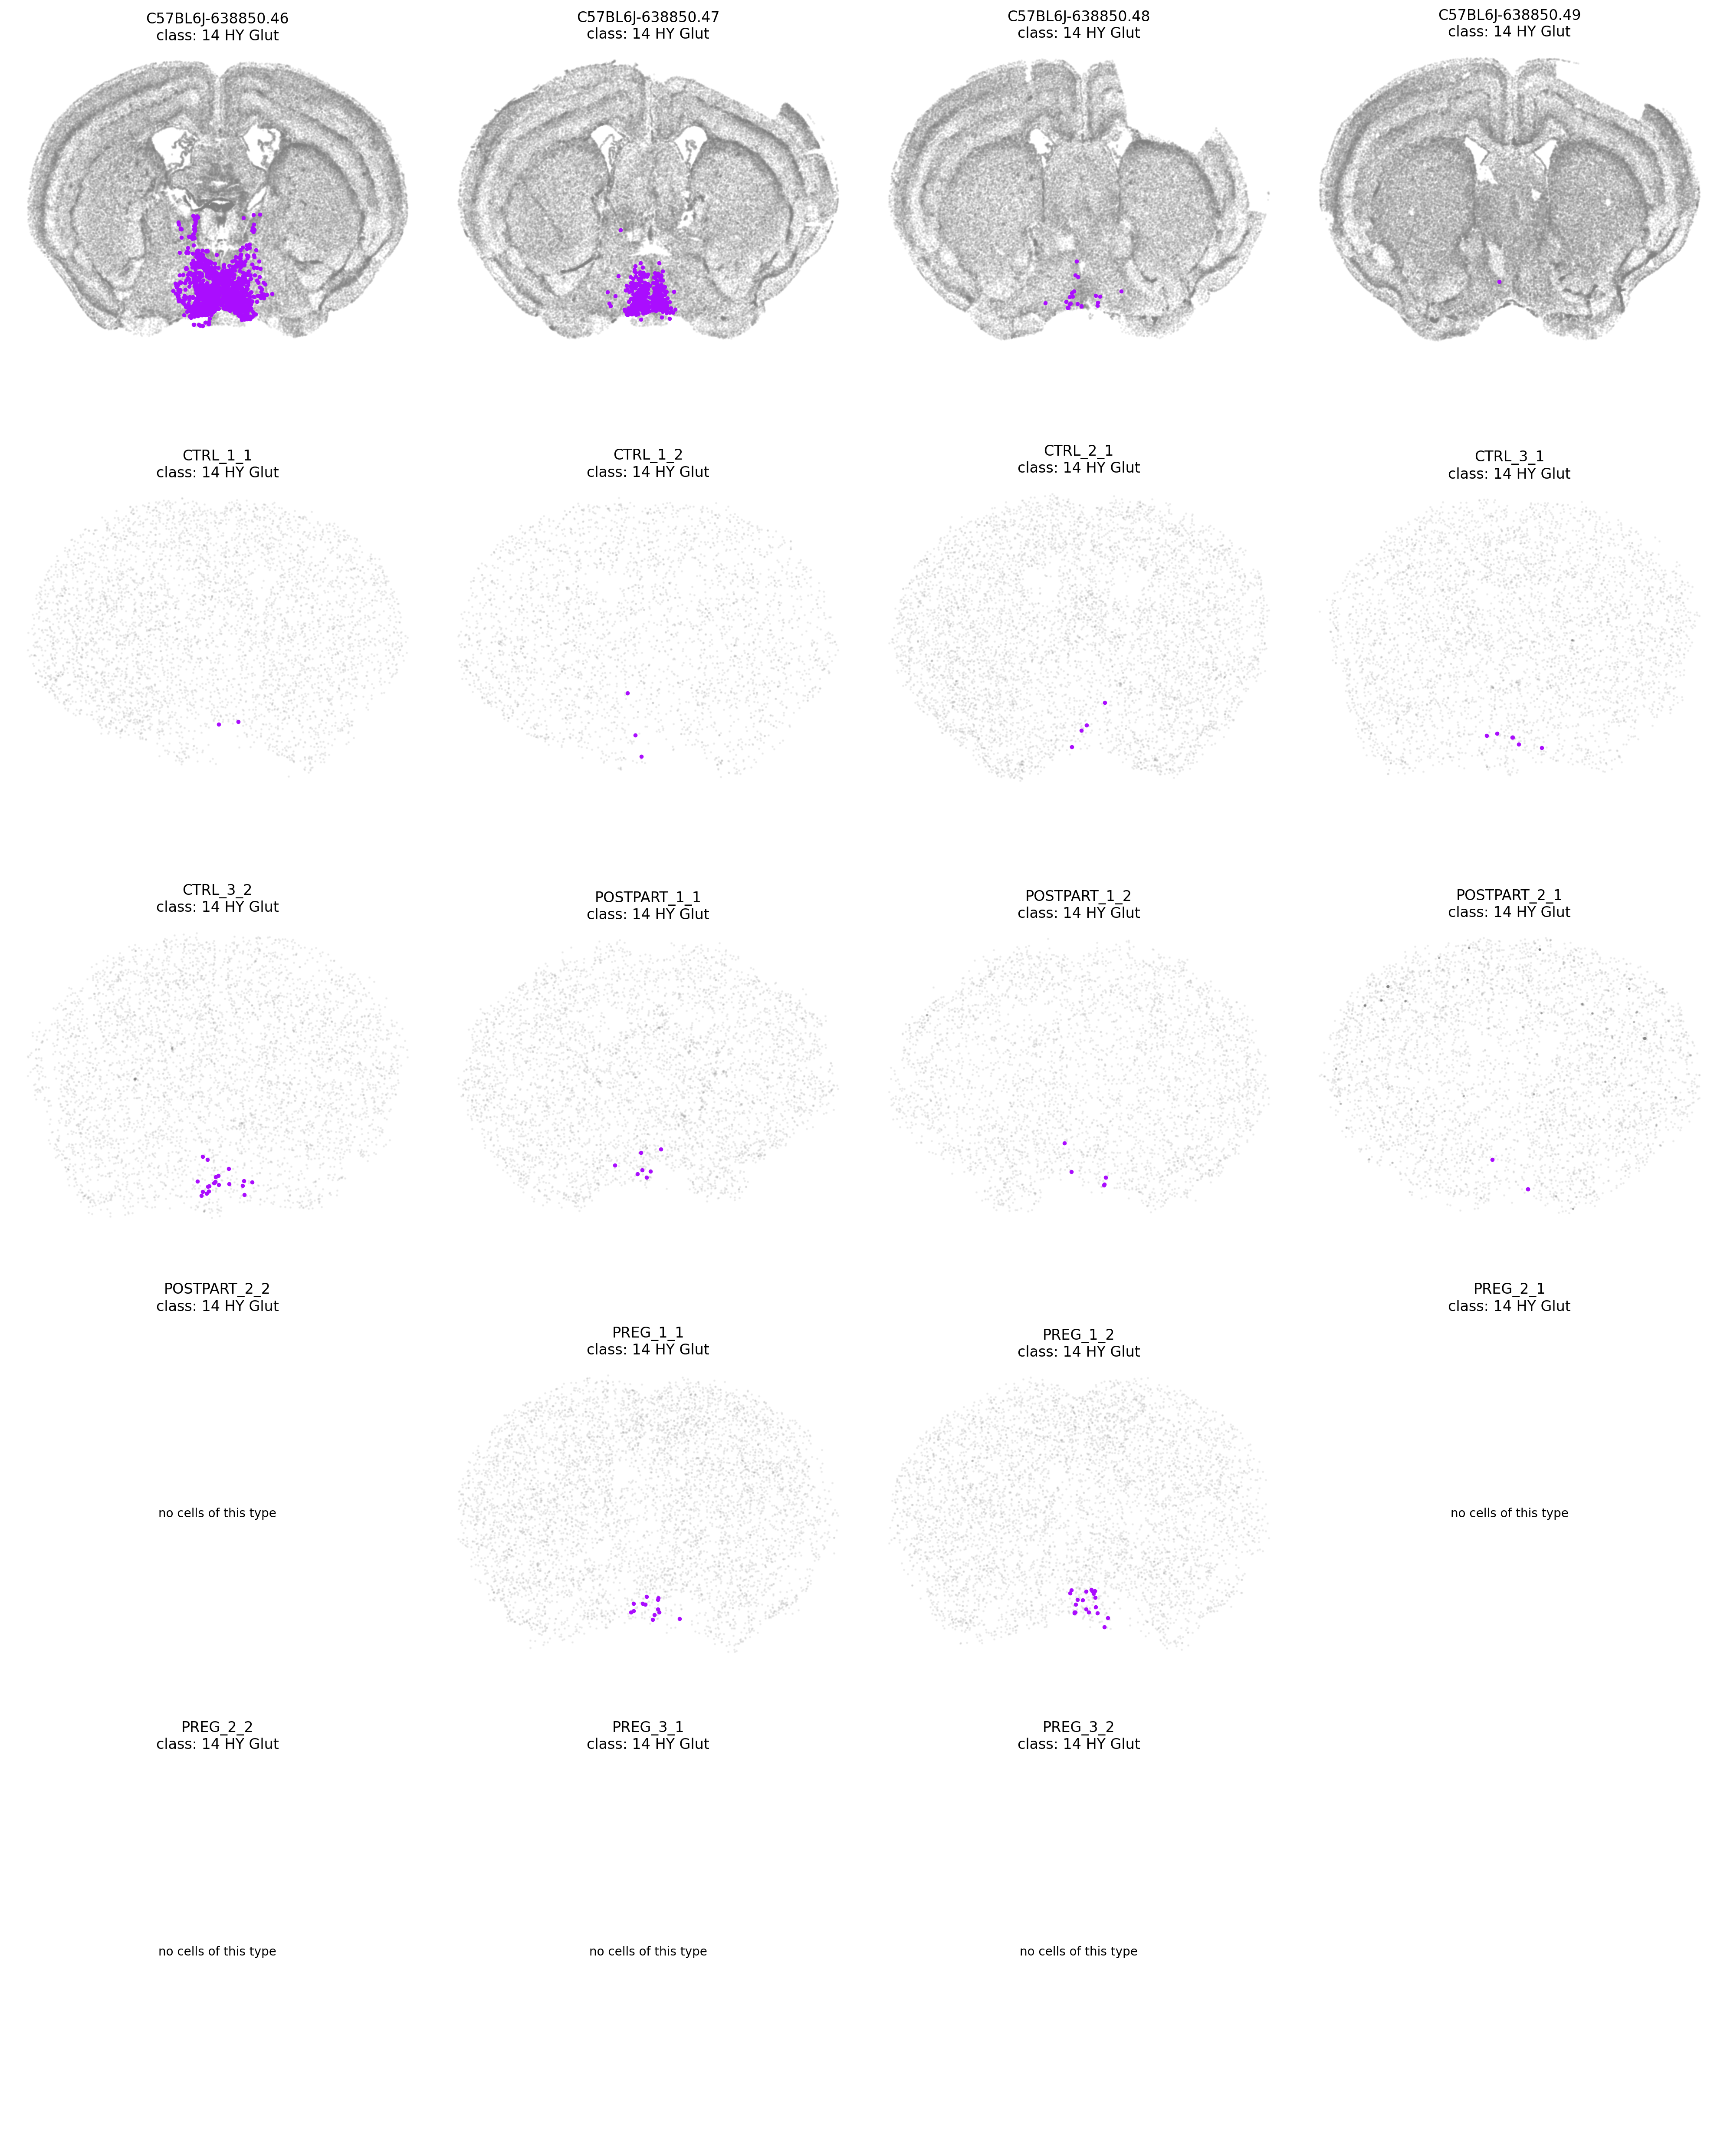 C57BL6J-638850.46
class: 14 HY Glut
C57BL6J-638850.47
class: 14 HY Glut
C57BL6J-638850.48
class: 14 HY Glut
C57BL6J-638850.49
class: 14 HY Glut
CTRL_1_1
class: 14 HY Glut
CTRL_1_2
class: 14 HY Glut
CTRL_2_1
class: 14 HY Glut
CTRL_3_1
class: 14 HY Glut
CTRL_3_2
class: 14 HY Glut
POSTPART_1_1
class: 14 HY Glut
POSTPART_1_2
class: 14 HY Glut
POSTPART_2_1
class: 14 HY Glut
POSTPART_2_2
class: 14 HY Glut
no cells of this type
PREG_1_1
class: 14 HY Glut
PREG_1_2
class: 14 HY Glut
PREG_2_1
class: 14 HY Glut
no cells of this type
PREG_2_2
class: 14 HY Glut
no cells of this type
PREG_3_1
class: 14 HY Glut
no cells of this type
PREG_3_2
class: 14 HY Glut
no cells of this type